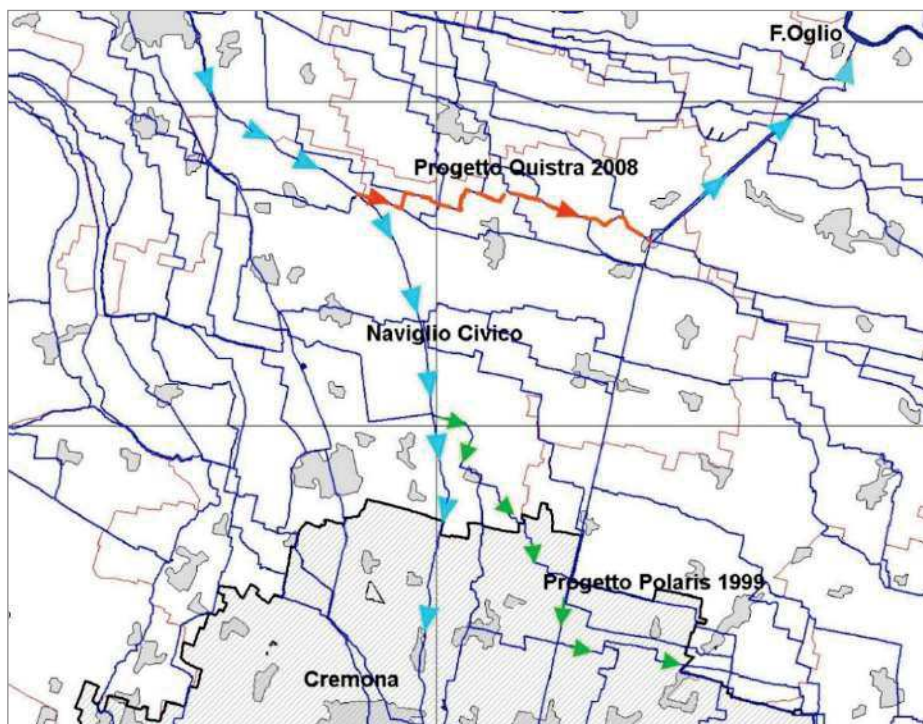 F.Oglio
Progetto Quistra 2008
Naviglio Civico
Progetto Polaris 1999
Cremona